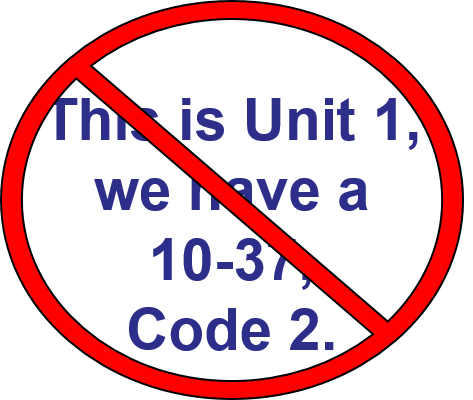 This is Unit 1,
we have a
10-37,
Code 2.